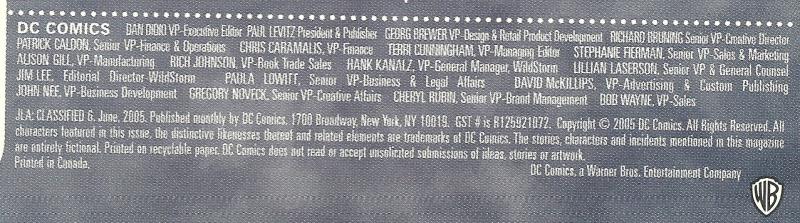 DC COMICS DAN DIDIO VP-Executive Editor PAUL LEVITZ President & Publisher GEORG BREWER VP-Design & Retail Product Development RICHARD BRUNING Senior VP-Creative Director
PATRICK CALDON, Senior VP-Finance & Operations CHRIS CARAMALIS, VP-Finance TERRI CUNNINGHAM, VP-Managing Editor STEPHANIE FIERMAN, Senior VP-Sales & Marketing
ALISON GILL, VP-Manufacturing RICH JOHNSON, VP-Book Trade Sales HANK KANALZ, VP-General Manager, WildStorm LILLIAN LASERSON, Senior VP & General Counsel
JIM LEE, Editorial Director-WildStorm PAULA LOWITT, Senior VP-Business & Legal Affairs DAVID McKILLIPS, VP-Advertising & Custom Publishing
JOHN NEE, VP-Business Development GREGORY NOVECK, Senior VP-Creative Affairs CHERYL RUBIN, Senior VP-Brand Management BOB WAYNE, VP-Sales
JLA: CLASSIFIED 6. June, 2005. Published monthly by DC Comics. 1700 Broadway, New York, NY 10019. GST # is R125921072. Copyright © 2005 DC Comics. All Rights Reserved. All
characters featured in this issue, the distinctive likenesses thereof and related elements are trademarks of DC Comics. The stories, characters and incidents mentioned in this magazine
are entirely fictional. Printed on recyclable paper. DC Comics does not read or accept unsolicited submissions of ideas, stories or artwork.
Printed in Canada.
DC Comics, a Warner Bros. Entertainment Company
WB